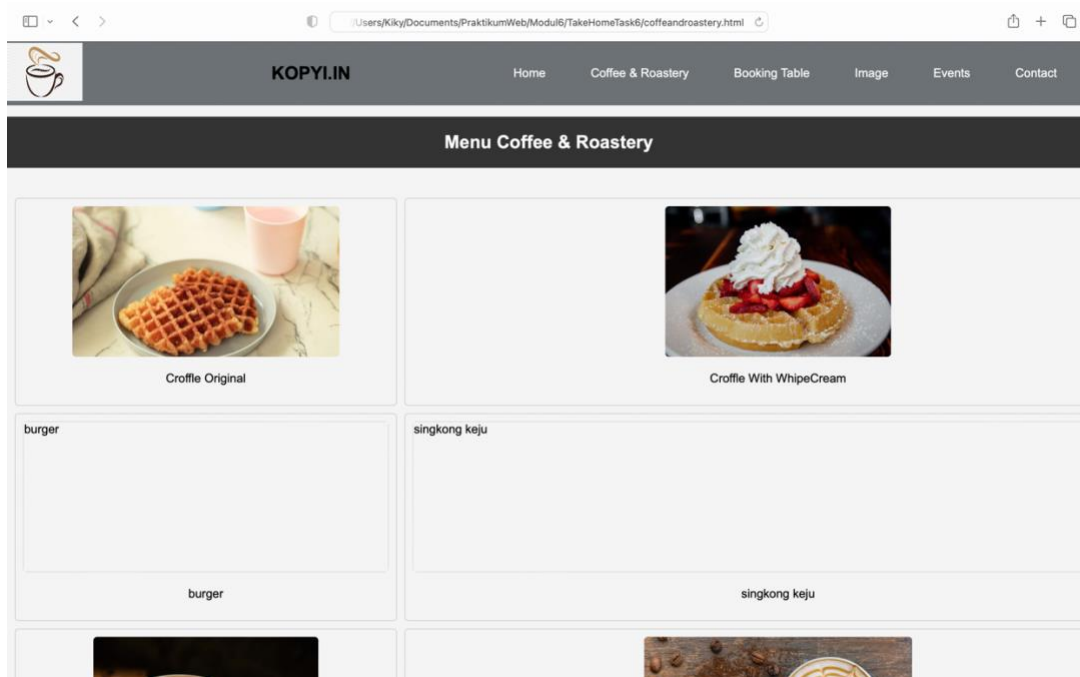 /Users/Kiky/Documents/PraktikumWeb/Modul6/TakeHomeTask6/coffeandroastery.html
KOPYI.IN Home Coffee & Roastery Booking Table Image Events Contact
Menu Coffee & Roastery
Croffle Original Croffle With WhipeCream
burger singkong keju
burger singkong keju